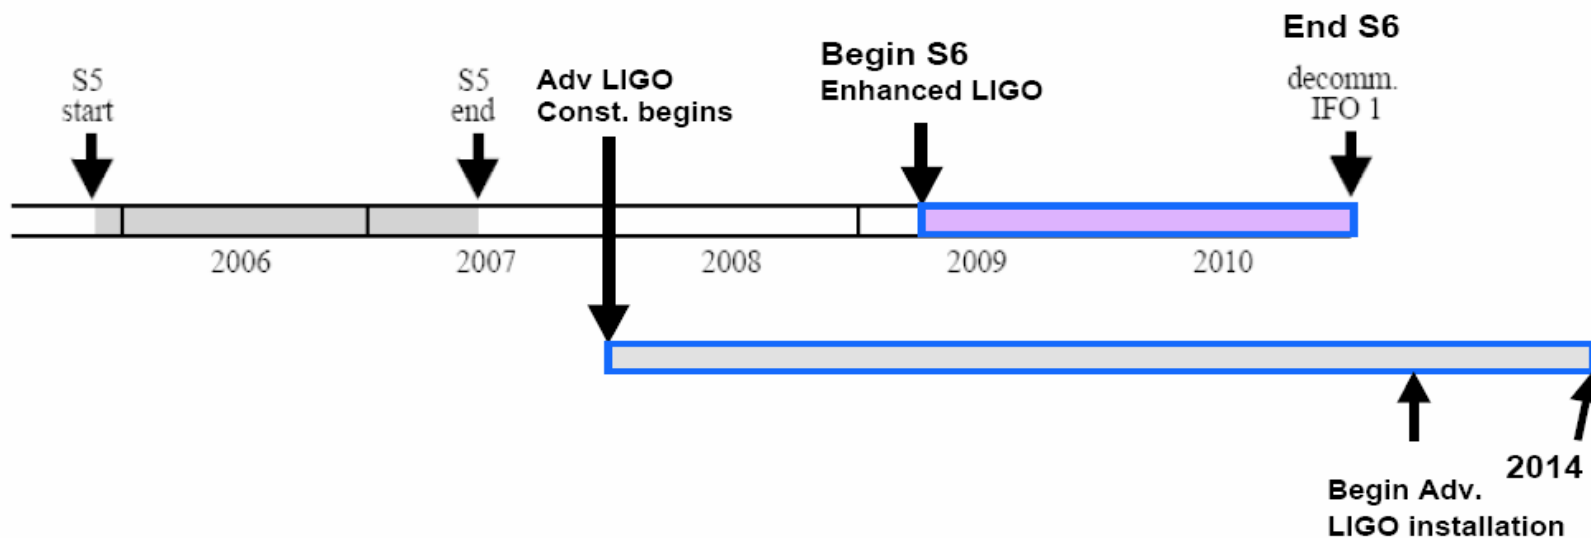 S5
start
S5
end
Adv LIGO
Const. begins
Begin S6
Enhanced LIGO
End S6
decomm.
IFO 1
2006
2007
2008
2009
2010
Begin Adv.
LIGO installation
2014